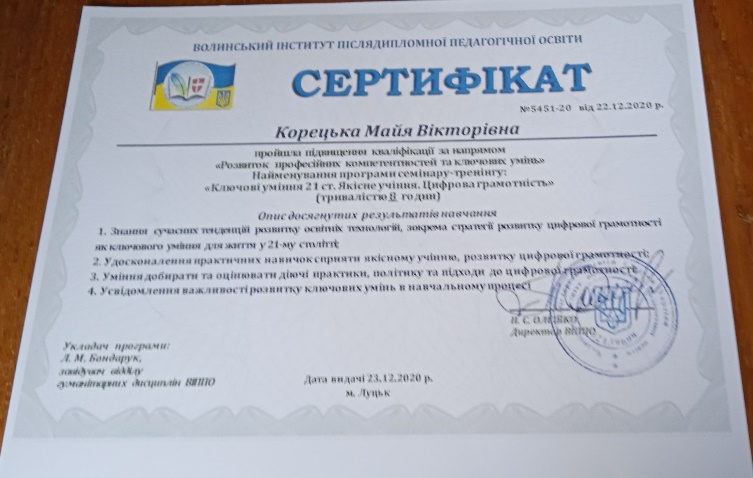 ВОЛИНСЬКИЙ ІНСТИТУТ ПІСЛЯДИПЛОМНОЇ ПЕДАГОГІЧНОЇ ОСВІТИ
СЕРТИФІКАТ
№5451-20 від 22.12.2020 р.
Корецька Майя Вікторівна
пройшла підвищення кваліфікації за напрямом
«Розвиток професійних компетентностей та ключових умінь»
Найменування програми семінару-тренінгу:
«Ключові уміння 21 ст. Якісне учіння. Цифрова грамотність»
(тривалістю 8 годин)
Опис досягнутих результатів навчання
1. Знання сучасних тенденцій розвитку освітніх технологій, зокрема стратегії розвитку цифрової грамотності
як ключового уміння для життя у 21-му столітті;
2. Удосконалення практичних навичок сприяти якісному учінню, розвитку цифрової грамотності;
3. Уміння добирати та оцінювати діючі практики, політику та підходи до цифрової грамотності;
4. Усвідомлення важливості розвитку ключових умінь в навчальному процесі
Директор ВІППО
Укладач програми:
Л. М. Бондарук,
завідувач відділу
гуманітарних дисциплін ВІППО
Дата видачі 23.12.2020 р.
м. Луцьк